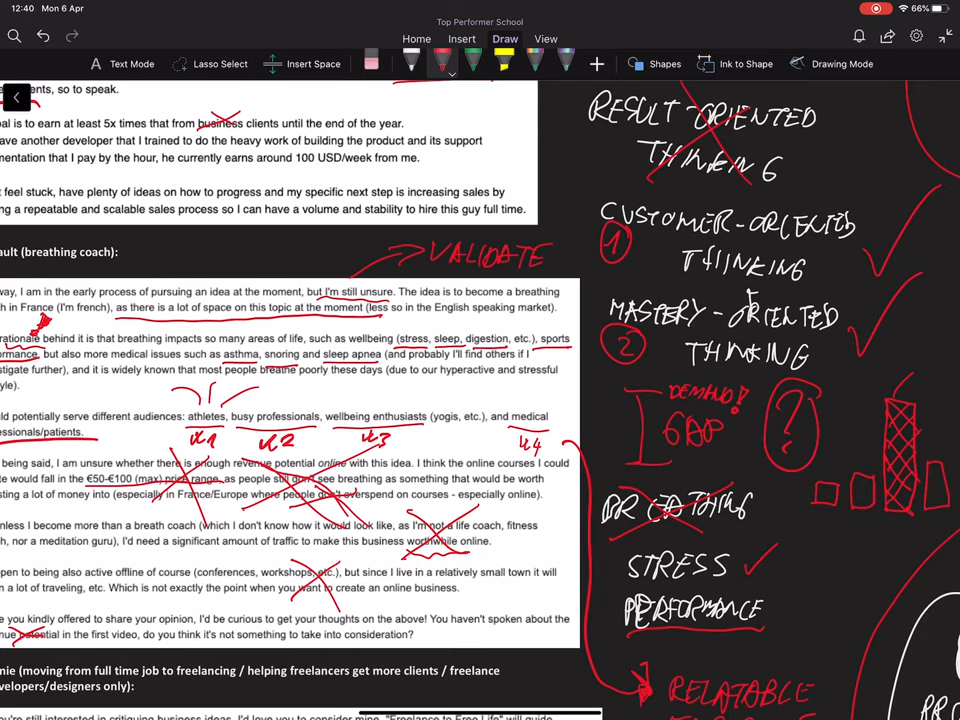 12:40 Mon 6 Apr
66%
Top Performer School
Home Insert Draw View
Text Mode Lasso Select Insert Space Shapes Ink to Shape Drawing Mode
ents, so to speak.
al is to earn at least 5x times that from business clients until the end of the year.
ave another developer that I trained to do the heavy work of building the product and its support
mentation that I pay by the hour, he currently earns around 100 USD/week from me.
t feel stuck, have plenty of ideas on how to progress and my specific next step is increasing sales by
ng a repeatable and scalable sales process so I can have a volume and stability to hire this guy full time.
ault (breathing coach):
VALIDATE
way, I am in the early process of pursuing an idea at the moment, but I'm still unsure. The idea is to become a breathing
h in France (I'm french), as there is a lot of space on this topic at the moment (less so in the English speaking market).
rationale behind it is that breathing impacts so many areas of life, such as wellbeing (stress, sleep, digestion, etc.), sports
ormance, but also more medical issues such as asthma, snoring and sleep apnea (and probably I'll find others if I
stigate further), and it is widely known that most people breathe poorly these days (due to our hyperactive and stressful
yle).
ld potentially serve different audiences: athletes, busy professionals, wellbeing enthusiasts (yogis, etc.), and medical
essionals/patients.
being said, I am unsure whether there is enough revenue potential online with this idea. I think the online courses I could
te would fall in the €50-€100 (max) price range, as people still don't see breathing as something that would be worth
sting a lot of money into (especially in France/Europe where people don't overspend on courses - especially online).
nless I become more than a breath coach (which I don't know how it would look like, as I'm not a life coach, fitness
h, nor a meditation guru), I'd need a significant amount of traffic to make this business worthwhile online.
pen to being also active offline of course (conferences, workshops, etc.), but since I live in a relatively small town it will
n a lot of traveling, etc. Which is not exactly the point when you want to create an online business.
e you kindly offered to share your opinion, I'd be curious to get your thoughts on the above! You haven't spoken about the
nue potential in the first video, do you think it's not something to take into consideration?
mie (moving from full time job to freelancing / helping freelancers get more clients / freelance
evelopers/designers only):
RESULT-ORIENTED
THINKING
CUSTOMER-ORIENTED
1
THINKING
MASTERY-ORIENTED
2
THINKING
DEMAND!
GAP
?
BREATHING
STRESS
PERFORMANCE
RELATABLE